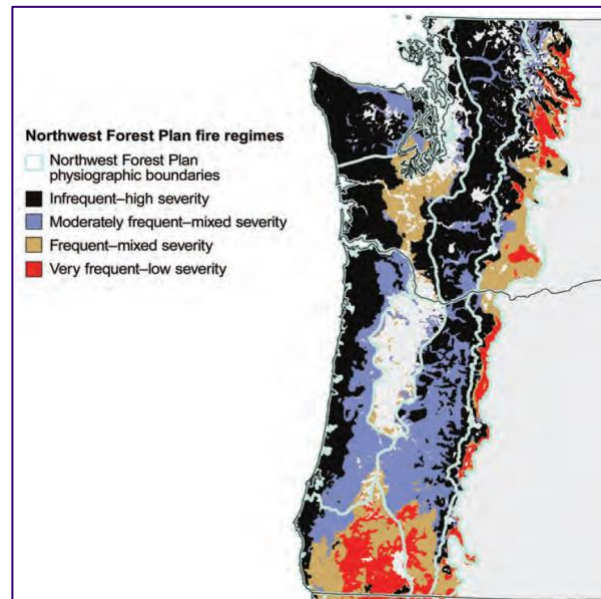 Northwest Forest Plan fire regimes
Northwest Forest Plan
physiographic boundaries
Infrequent–high severity
Moderately frequent–mixed severity
Frequent–mixed severity
Very frequent–low severity